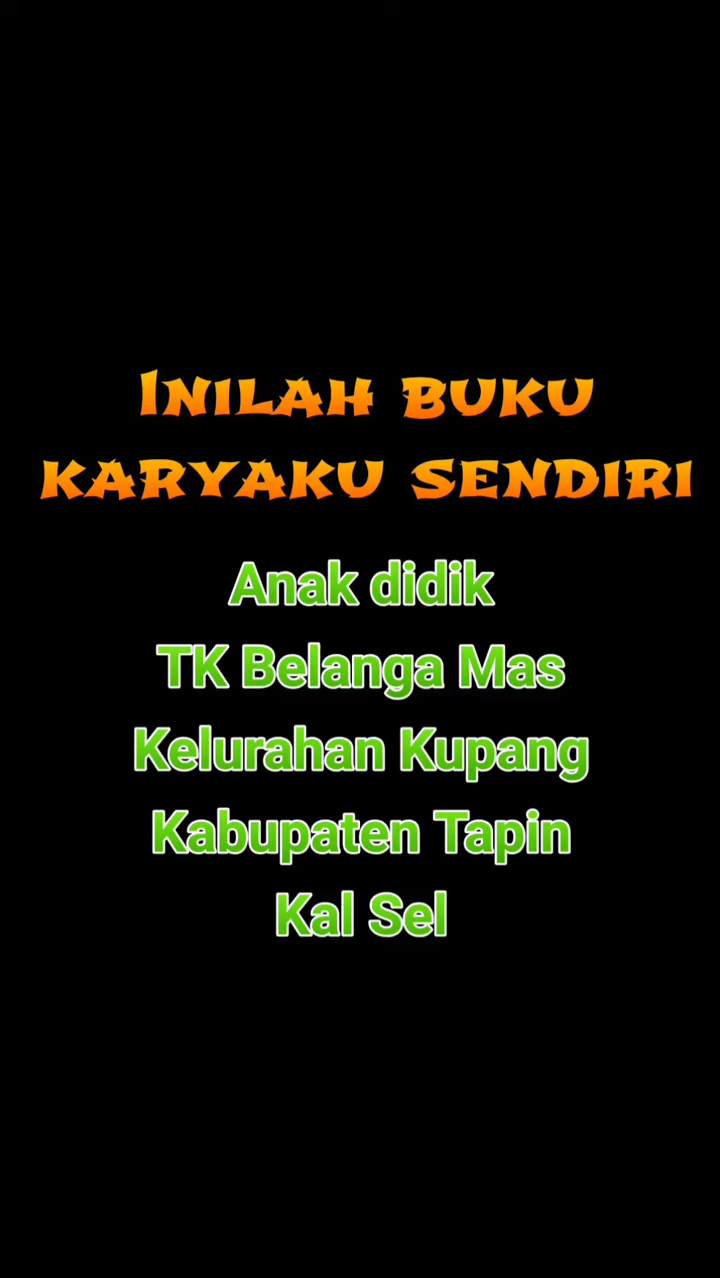 Inilah buku
karyaku sendiri
Anak didik
TK Belanga Mas
Kelurahan Kupang
Kabupaten Tapin
Kal Sel